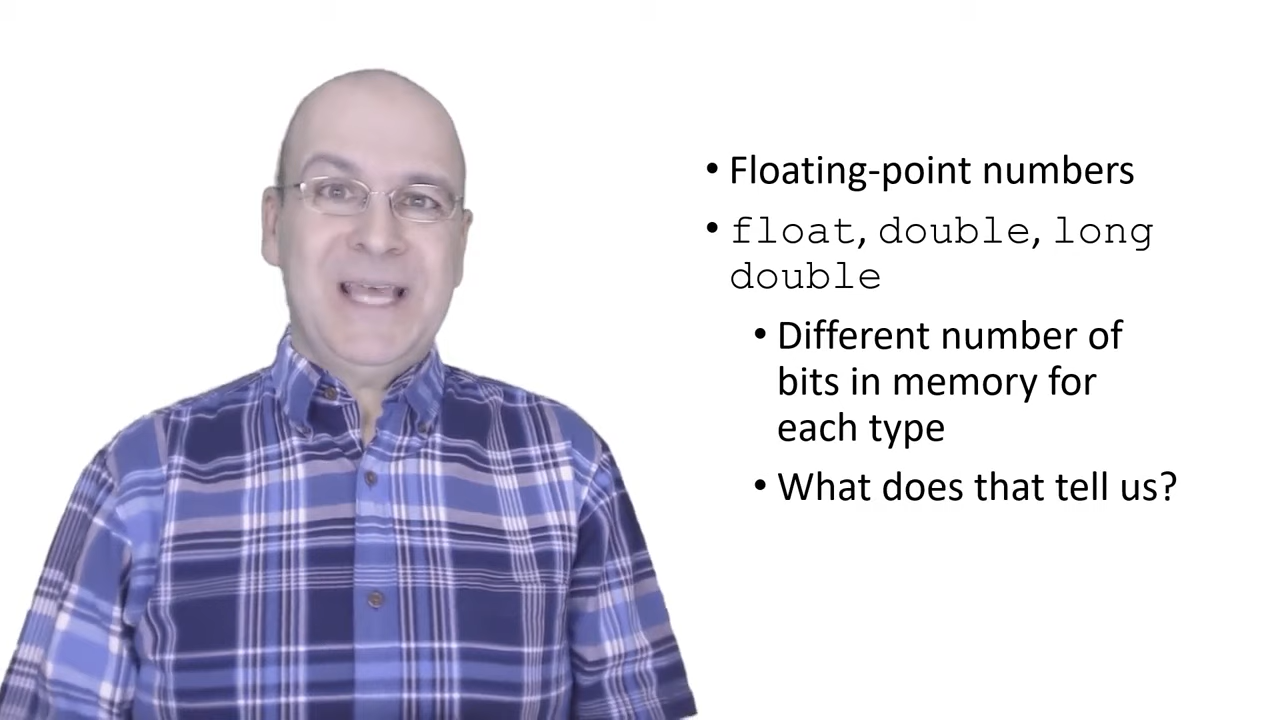 • Floating-point numbers
• float, double, long
double
• Different number of
bits in memory for
each type
• What does that tell us?